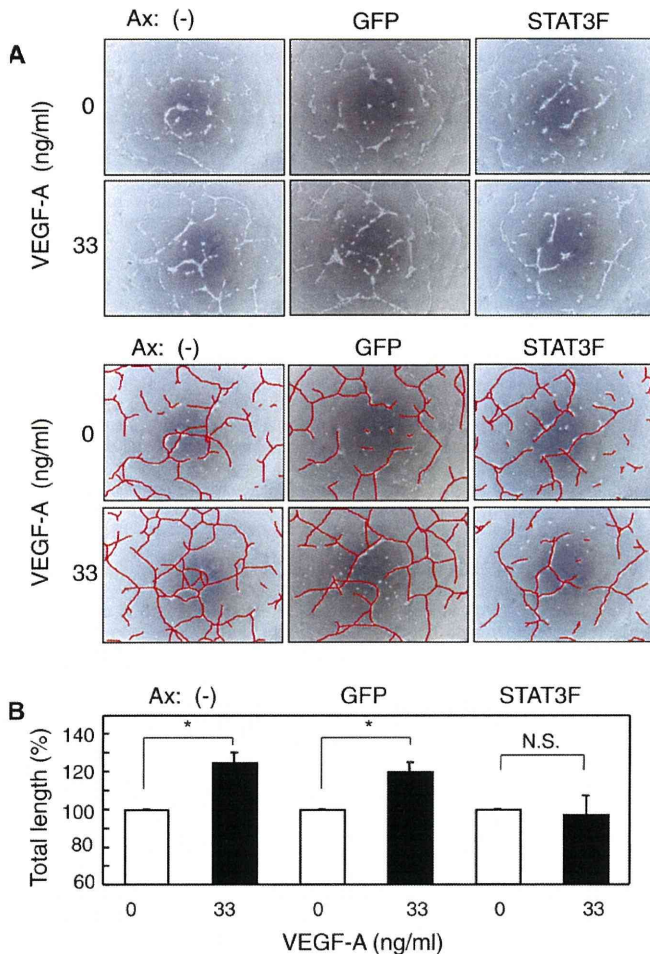 Ax: (-) GFP STAT3F
A
VEGF-A (ng/ml)
0
33
Ax: (-) GFP STAT3F
VEGF-A (ng/ml)
0
33
B
Ax: (-) GFP STAT3F
Total length (%)
140
120
100
80
60
* * N.S.
0 33 0 33 0 33
VEGF-A (ng/ml)